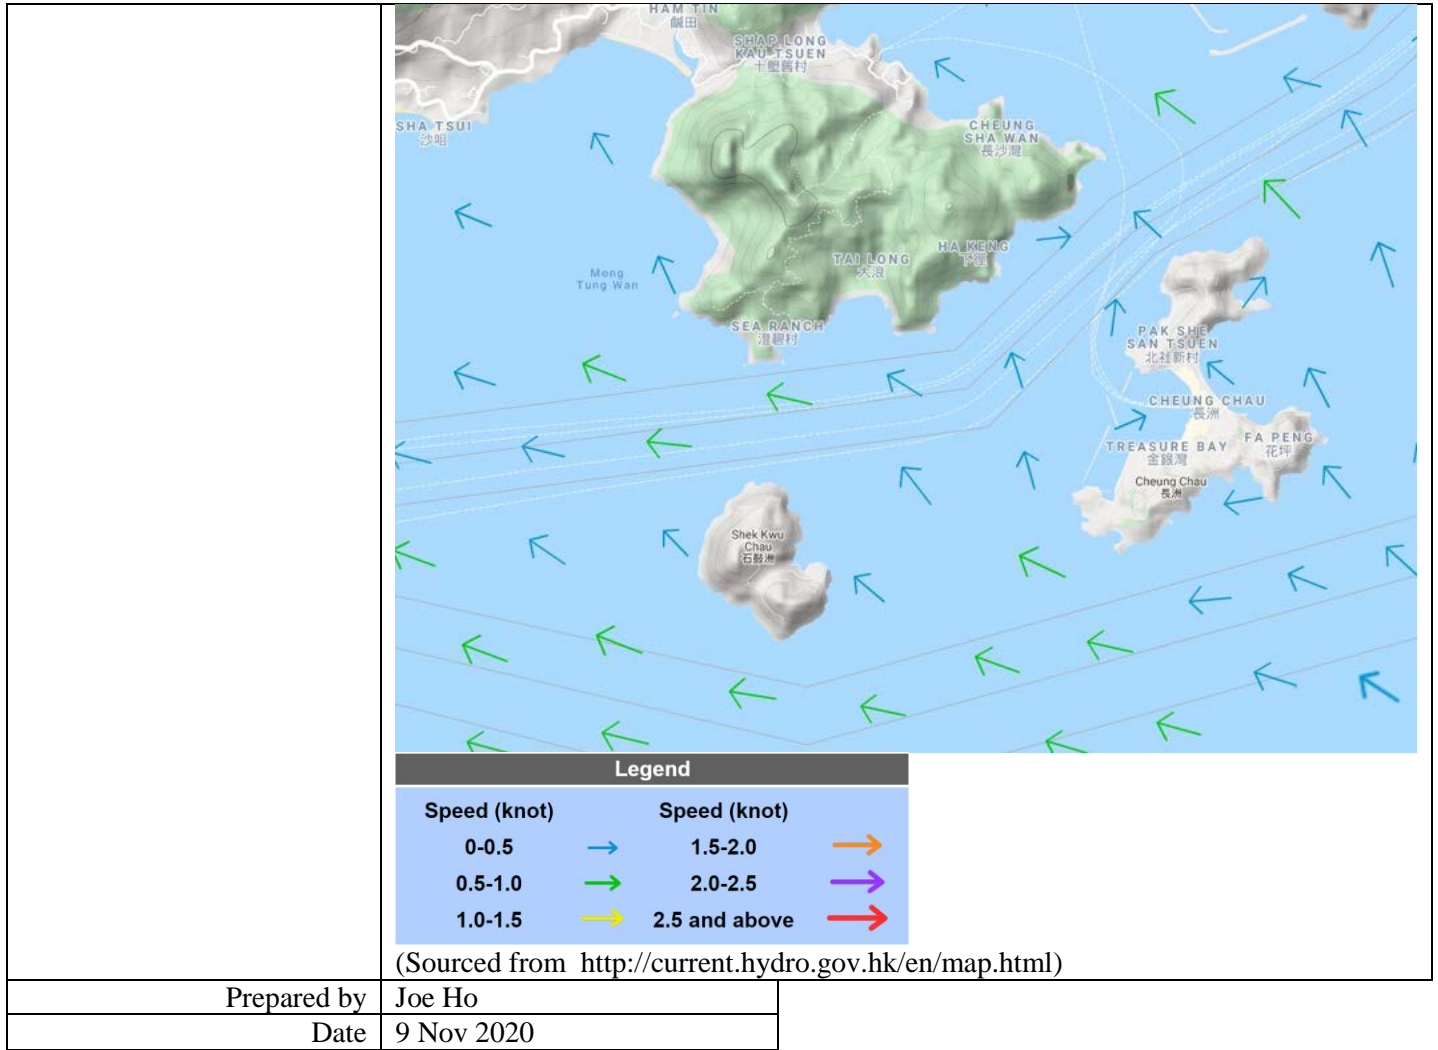 HAM TIN
鹹田
SHAP LONG
KAU TSUEN
十塱舊村
SHA TSUI
沙咀
CHEUNG
SHA WAN
長沙灣
HA KENG
下徑
TAI LONG
大浪
Mong
Tung Wan
SEA RANCH
澄碧村
PAK SHE
SAN TSUEN
北社新村
CHEUNG CHAU
長洲
TREASURE BAY
金銀灣
FA PENG
花坪
Cheung Chau
長洲
Shek Kwu
Chau
石鼓洲
Legend
Speed (knot) Speed (knot)
0-0.5 1.5-2.0
0.5-1.0 2.0-2.5
1.0-1.5 2.5 and above
(Sourced from http://current.hydro.gov.hk/en/map.html)
Prepared by Joe Ho
Date 9 Nov 2020